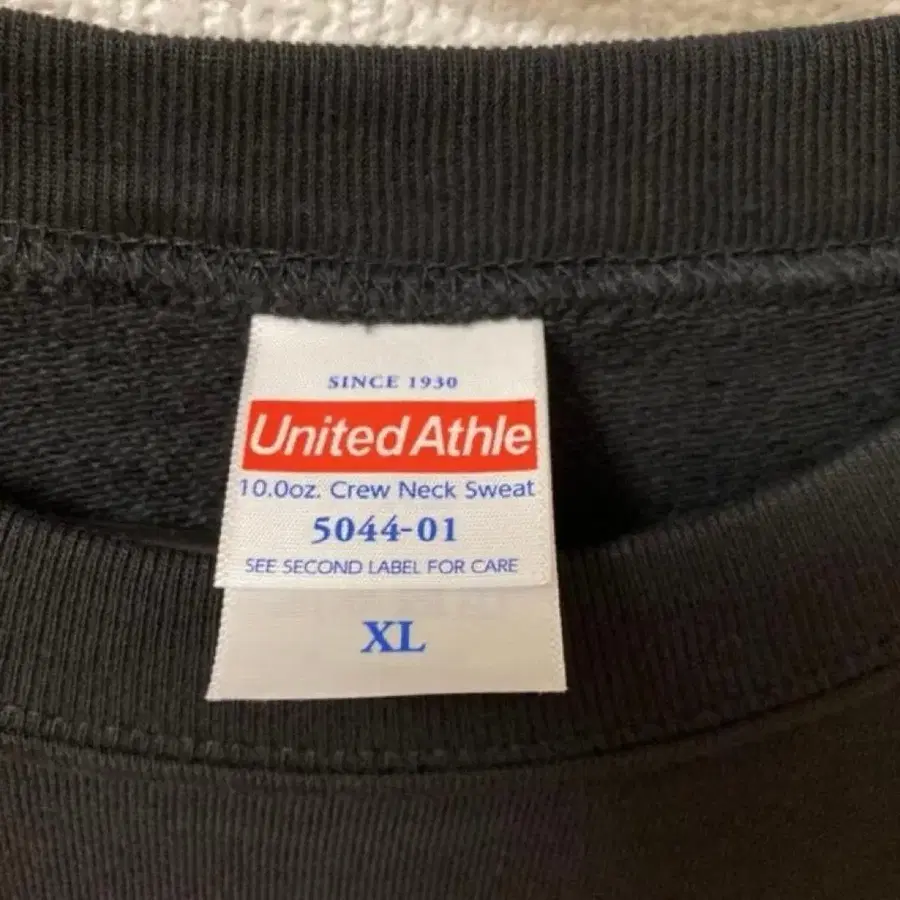 SINCE 1930
United Athle
10.0oz. Crew Neck Sweat
5044-01
SEE SECOND LABEL FOR CARE
XL